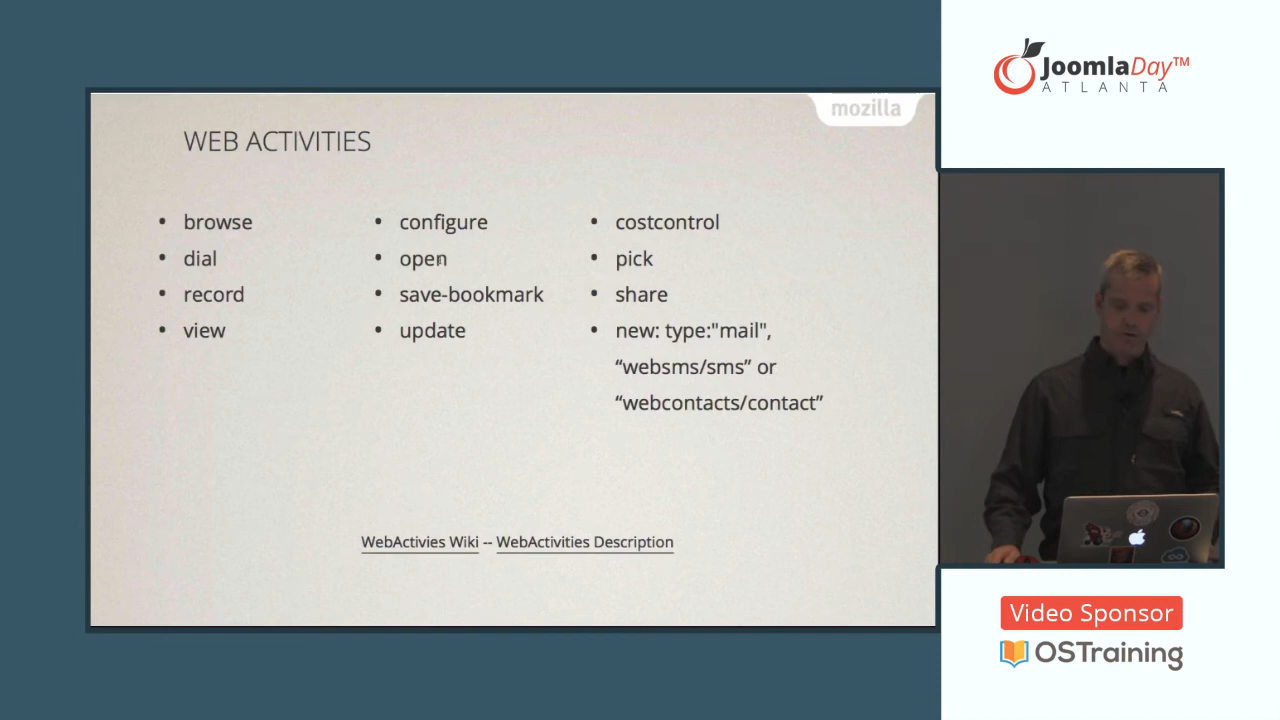 JoomlaDay™
ATLANTA
mozilla
WEB ACTIVITIES
• browse
• dial
• record
• view
• configure
• open
• save-bookmark
• update
• costcontrol
• pick
• share
• new: type:"mail",
“websms/sms” or
“webcontacts/contact”
WebActivies Wiki -- WebActivities Description
Video Sponsor
OSTraining